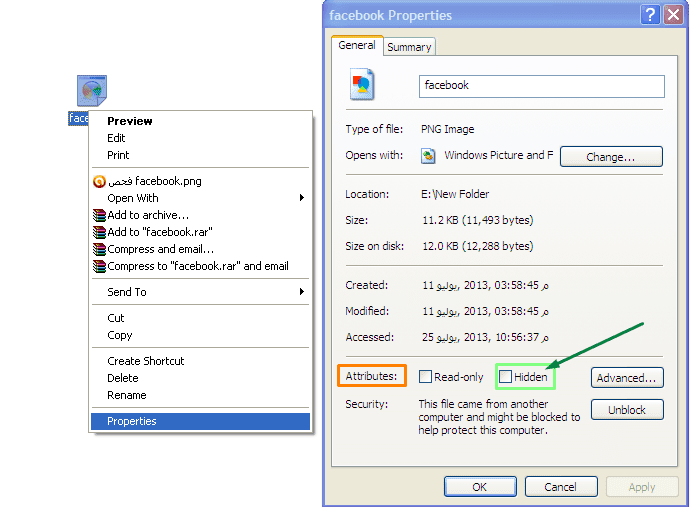 face
Preview
Edit
Print
فحص facebook.png
Open With
Add to archive...
Add to "facebook.rar"
Compress and email...
Compress to "facebook.rar" and email
Send To
Cut
Copy
Create Shortcut
Delete
Rename
Properties
facebook Properties
General Summary
facebook
Type of file: PNG Image
Opens with: Windows Picture and F Change...
Location: E:\New Folder
Size: 11.2 KB (11,493 bytes)
Size on disk: 12.0 KB (12,288 bytes)
Created: 11 يوليو, 2013, 03:58:45 م
Modified: 11 يوليو, 2013, 03:58:45 م
Accessed: 25 يوليو, 2013, 10:56:37 م
Attributes: Read-only Hidden Advanced...
Security: This file came from another
computer and might be blocked to
help protect this computer.
Unblock
OK Cancel Apply